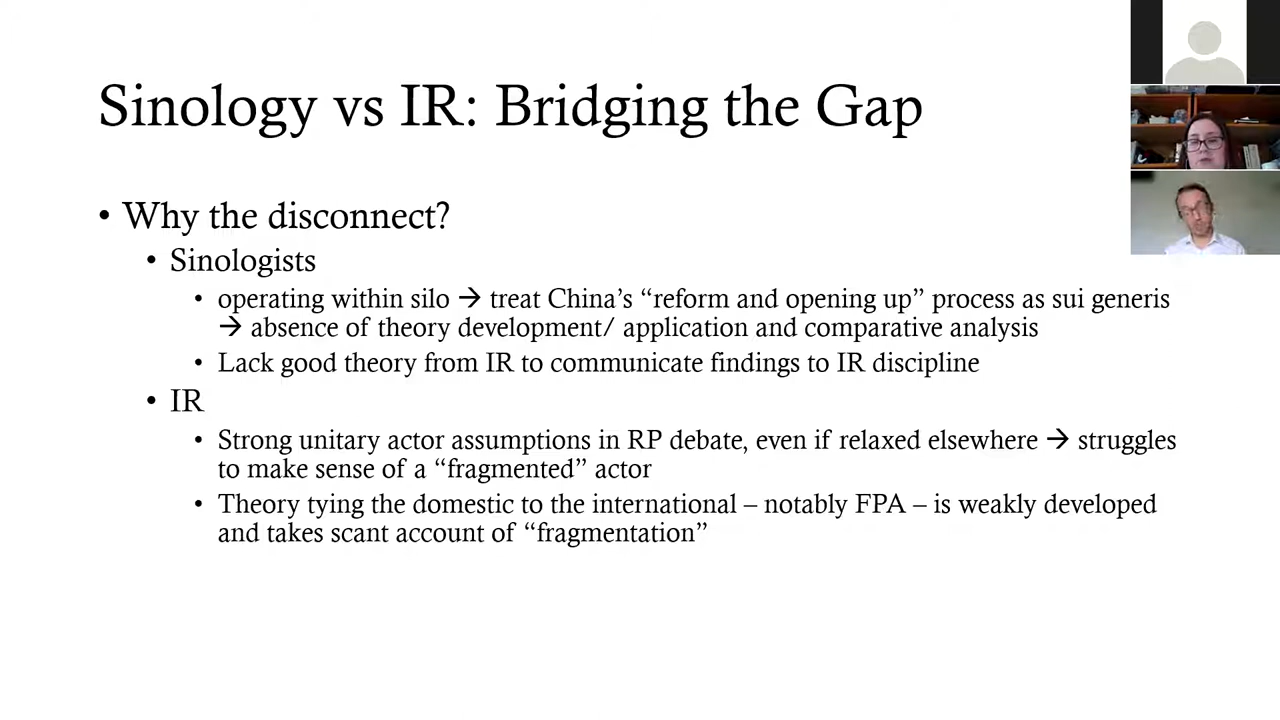 Sinology vs IR: Bridging the Gap
• Why the disconnect?
• Sinologists
• operating within silo → treat China’s “reform and opening up” process as sui generis
→ absence of theory development/ application and comparative analysis
• Lack good theory from IR to communicate findings to IR discipline
• IR
• Strong unitary actor assumptions in RP debate, even if relaxed elsewhere → struggles
to make sense of a “fragmented” actor
• Theory tying the domestic to the international – notably FPA – is weakly developed
and takes scant account of “fragmentation”